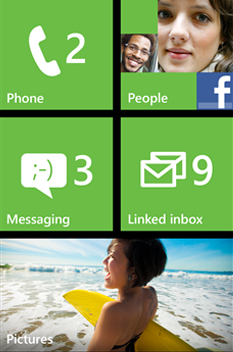 2
Phone
People
f
;-)
3
Messaging
9
Linked inbox
Pictures